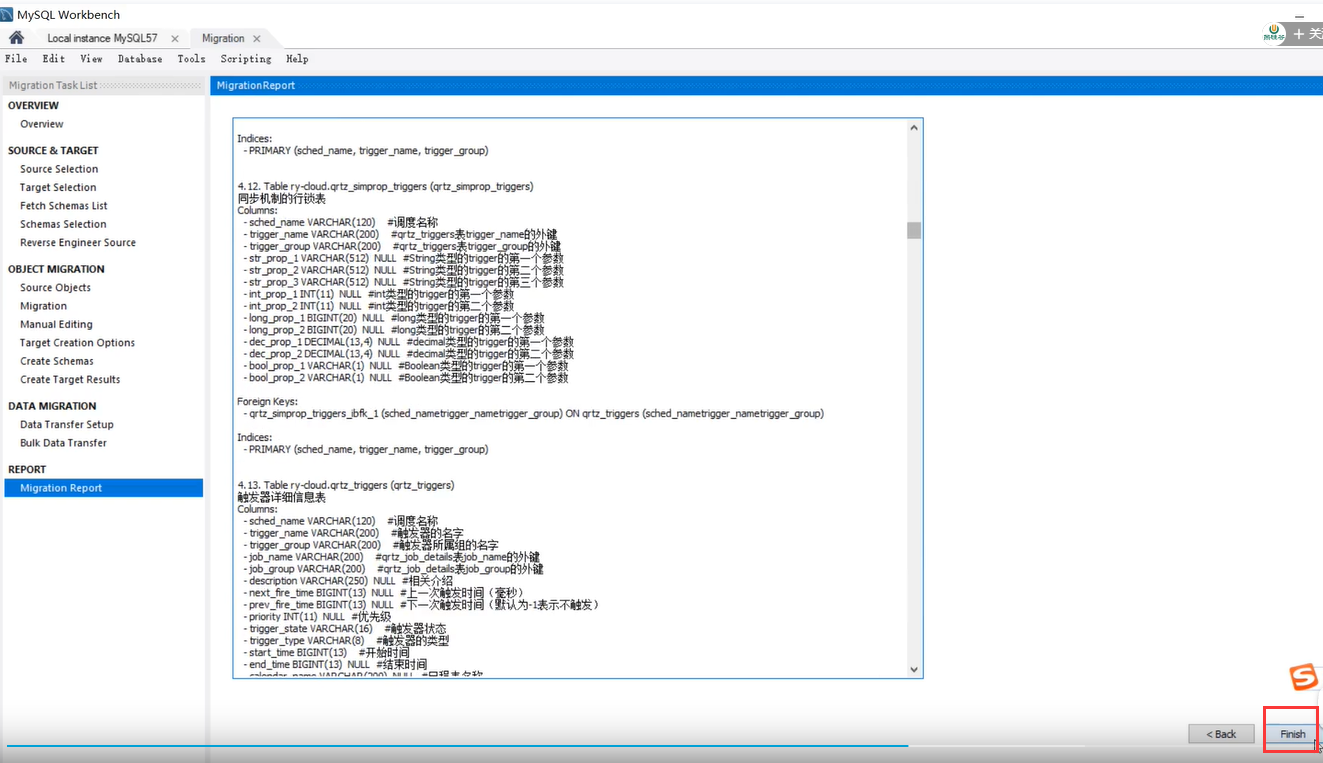 MySQL Workbench
Local instance MySQL57
Migration
+ 关
File Edit View Database Tools Scripting Help
Migration Task List
OVERVIEW
Overview
SOURCE & TARGET
Source Selection
Target Selection
Fetch Schemas List
Schemas Selection
Reverse Engineer Source
OBJECT MIGRATION
Source Objects
Migration
Manual Editing
Target Creation Options
Create Schemas
Create Target Results
DATA MIGRATION
Data Transfer Setup
Bulk Data Transfer
REPORT
Migration Report
MigrationReport
Indices:
- PRIMARY (sched_name, trigger_name, trigger_group)
4.12. Table ry-cloud.qrtz_simprop_triggers (qrtz_simprop_triggers)
同步机制的行锁表
Columns:
- sched_name VARCHAR(120) #调度名称
- trigger_name VARCHAR(200) #qrtz_triggers表trigger_name的外键
- trigger_group VARCHAR(200) #qrtz_triggers表trigger_group的外键
- str_prop_1 VARCHAR(512) NULL #String类型的trigger的第一个参数
- str_prop_2 VARCHAR(512) NULL #String类型的trigger的第二个参数
- str_prop_3 VARCHAR(512) NULL #String类型的trigger的第三个参数
- int_prop_1 INT(11) NULL #int类型的trigger的第一个参数
- int_prop_2 INT(11) NULL #int类型的trigger的第二个参数
- long_prop_1 BIGINT(20) NULL #long类型的trigger的第一个参数
- long_prop_2 BIGINT(20) NULL #long类型的trigger的第二个参数
- dec_prop_1 DECIMAL(13,4) NULL #decimal类型的trigger的第一个参数
- dec_prop_2 DECIMAL(13,4) NULL #decimal类型的trigger的第二个参数
- bool_prop_1 VARCHAR(1) NULL #Boolean类型的trigger的第一个参数
- bool_prop_2 VARCHAR(1) NULL #Boolean类型的trigger的第二个参数
Foreign Keys:
- qrtz_simprop_triggers_ibfk_1 (sched_nametrigger_nametrigger_group) ON qrtz_triggers (sched_nametrigger_nametrigger_group)
Indices:
- PRIMARY (sched_name, trigger_name, trigger_group)
4.13. Table ry-cloud.qrtz_triggers (qrtz_triggers)
触发器详细信息表
Columns:
- sched_name VARCHAR(120) #调度名称
- trigger_name VARCHAR(200) #触发器的名字
- trigger_group VARCHAR(200) #触发器所属组的名字
- job_name VARCHAR(200) #qrtz_job_details表job_name的外键
- job_group VARCHAR(200) #qrtz_job_details表job_group的外键
- description VARCHAR(250) NULL #相关介绍
- next_fire_time BIGINT(13) NULL #上一次触发时间（毫秒）
- prev_fire_time BIGINT(13) NULL #下一次触发时间（默认为-1表示不触发）
- priority INT(11) NULL #优先级
- trigger_state VARCHAR(16) #触发器状态
- trigger_type VARCHAR(8) #触发器的类型
- start_time BIGINT(13) #开始时间
- end_time BIGINT(13) NULL #结束时间
- calendar_name VARCHAR(200) NULL #日程表名称
< Back
Finish